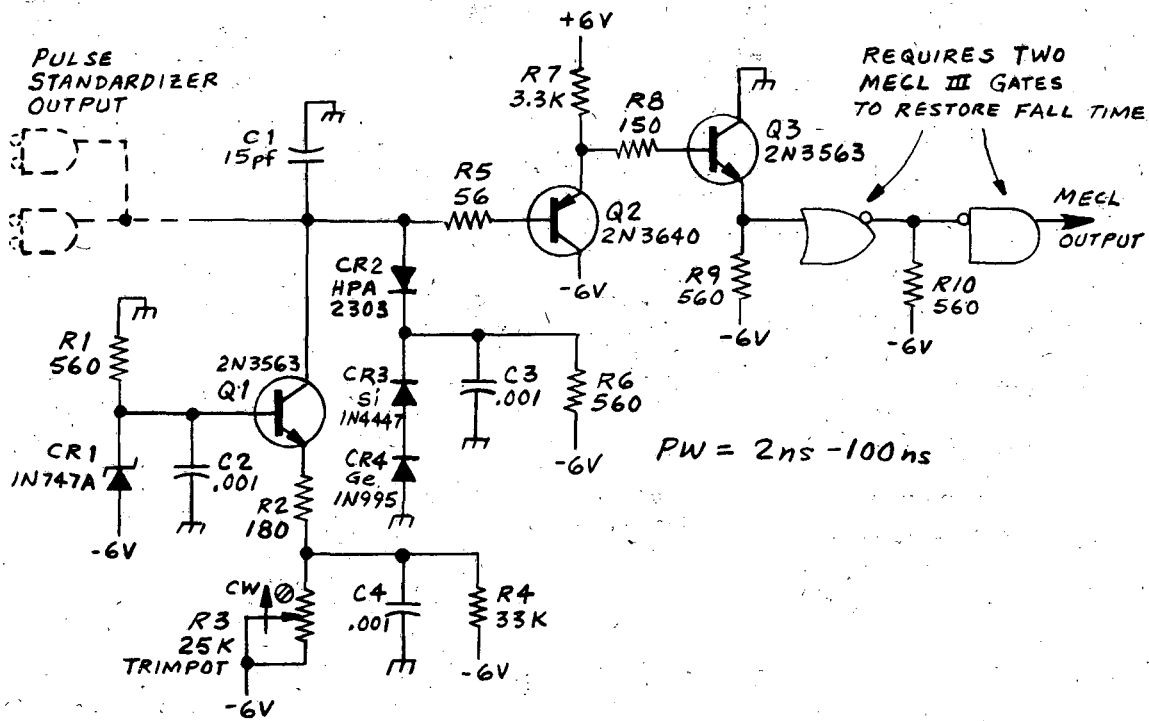 PULSE
STANDARDIZER
OUTPUT
+6V
R7
3.3K
R8
150
Q3
2N3563
REQUIRES TWO
MECL III GATES
TO RESTORE FALL TIME
C1
15pf
R5
56
Q2
2N3640
-6V
R9
560
-6V
R10
560
-6V
MECL
OUTPUT
CR2
HPA
2303
R1
560
2N3563
Q1
CR1
1N747A
-6V
C2
.001
CR3
Si
1N4447
CR4
Ge
1N995
C3
.001
R6
560
-6V
PW = 2ns - 100ns
R2
180
CW
R3
25K
TRIMPOT
-6V
C4
.001
R4
33K
-6V